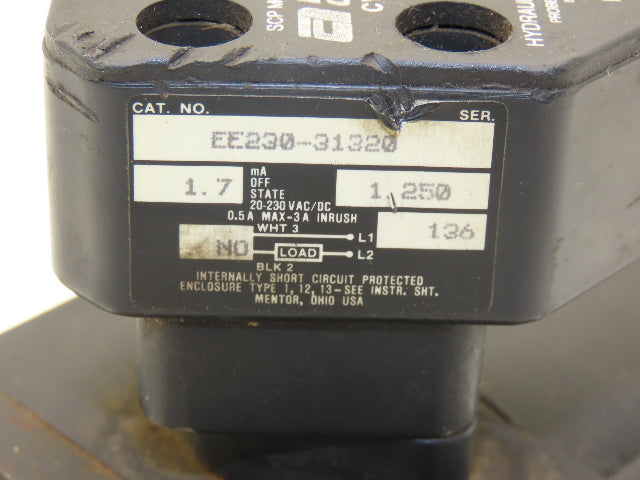 SCP M
HYDRAU
PROBE
CAT. NO. SER.
EE230-31320
1.7 mA OFF STATE 1.250
20-230 VAC/DC
0.5A MAX-3A INRUSH
WHT 3 L1 136
NO LOAD L2
BLK 2
INTERNALLY SHORT CIRCUIT PROTECTED
ENCLOSURE TYPE 1, 12, 13-SEE INSTR. SHT.
MENTOR, OHIO USA